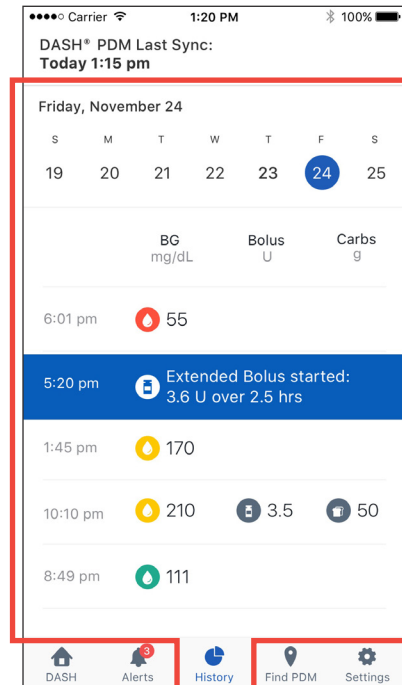 Carrier 1:20 PM 100%
DASH® PDM Last Sync:
Today 1:15 pm
Friday, November 24
S M T W T F S
19 20 21 22 23 24 25
BG Bolus Carbs
mg/dL U g
6:01 pm 55
5:20 pm Extended Bolus started:
3.6 U over 2.5 hrs
1:45 pm 170
10:10 pm 210 3.5 50
8:49 pm 111
3
DASH Alerts History Find PDM Settings